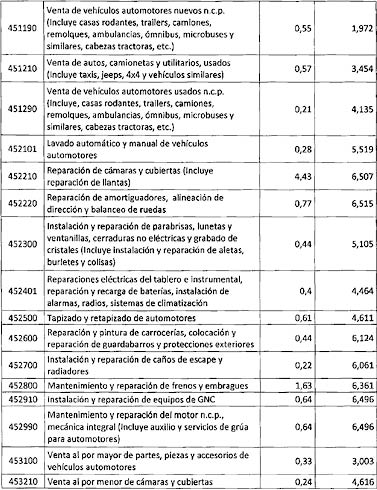 Venta de vehículos automotores nuevos n.c.p.
(Incluye casas rodantes, trailers, camiones,
451190 remolques, ambulancias, ómnibus, microbuses y 0,55 1,972
similares, cabezas tractoras, etc.)
451210 Venta de autos, camionetas y utilitarios, usados 0,57 3,454
(Incluye taxis, jeeps, 4x4 y vehículos similares)
Venta de vehículos automotores usados n.c.p.
451290 (Incluye, casas rodantes, trailers, camiones, 0,21 4,135
remolques, ambulancias, ómnibus, microbuses y
similares, cabezas tractoras, etc.)
452101 Lavado automático y manual de vehículos 0,28 5,519
automotores
452210 Reparación de cámaras y cubiertas (Incluye 4,43 6,507
reparación de llantas)
452220 Reparación de amortiguadores, alineación de 0,77 6,515
dirección y balanceo de ruedas
Instalación y reparación de parabrisas, lunetas y
452300 ventanillas, cerraduras no eléctricas y grabado de 0,44 5,105
cristales (Incluye instalación y reparación de aletas,
burletes y colisas)
Reparaciones eléctricas del tablero e instrumental,
452401 reparación y recarga de baterías, instalación de 0,4 4,464
alarmas, radios, sistemas de climatización
452500 Tapizado y retapizado de automotores 0,61 4,611
452600 Reparación y pintura de carrocerías, colocación y 0,44 6,124
reparación de guardabarros y protecciones exteriores
452700 Instalación y reparación de caños de escape y 0,22 6,061
radiadores
452800 Mantenimiento y reparación de frenos y embragues 1,63 6,361
452910 Instalación y reparación de equipos de GNC 0,64 6,496
Mantenimiento y reparación del motor n.c.p.,
452990 mecánica integral (Incluye auxilio y servicios de grúa 0,64 6,496
para automotores)
453100 Venta al por mayor de partes, piezas y accesorios de 0,33 3,003
vehículos automotores
453210 Venta al por menor de cámaras y cubiertas 0,24 4,616